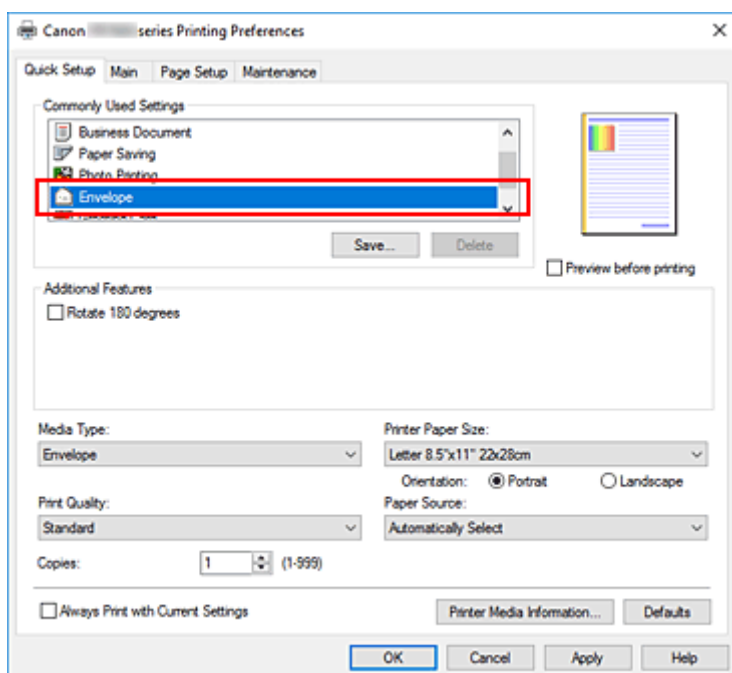 Canon series Printing Preferences
Quick Setup Main Page Setup Maintenance
Commonly Used Settings
Business Document
Paper Saving
Photo Printing
Envelope
Save... Delete
Preview before printing
Additional Features
Rotate 180 degrees
Media Type: Printer Paper Size:
Envelope Letter 8.5"x11" 22x28cm
Orientation: Portrait Landscape
Print Quality: Paper Source:
Standard Automatically Select
Copies: 1 (1-999)
Always Print with Current Settings Printer Media Information... Defaults
OK Cancel Apply Help